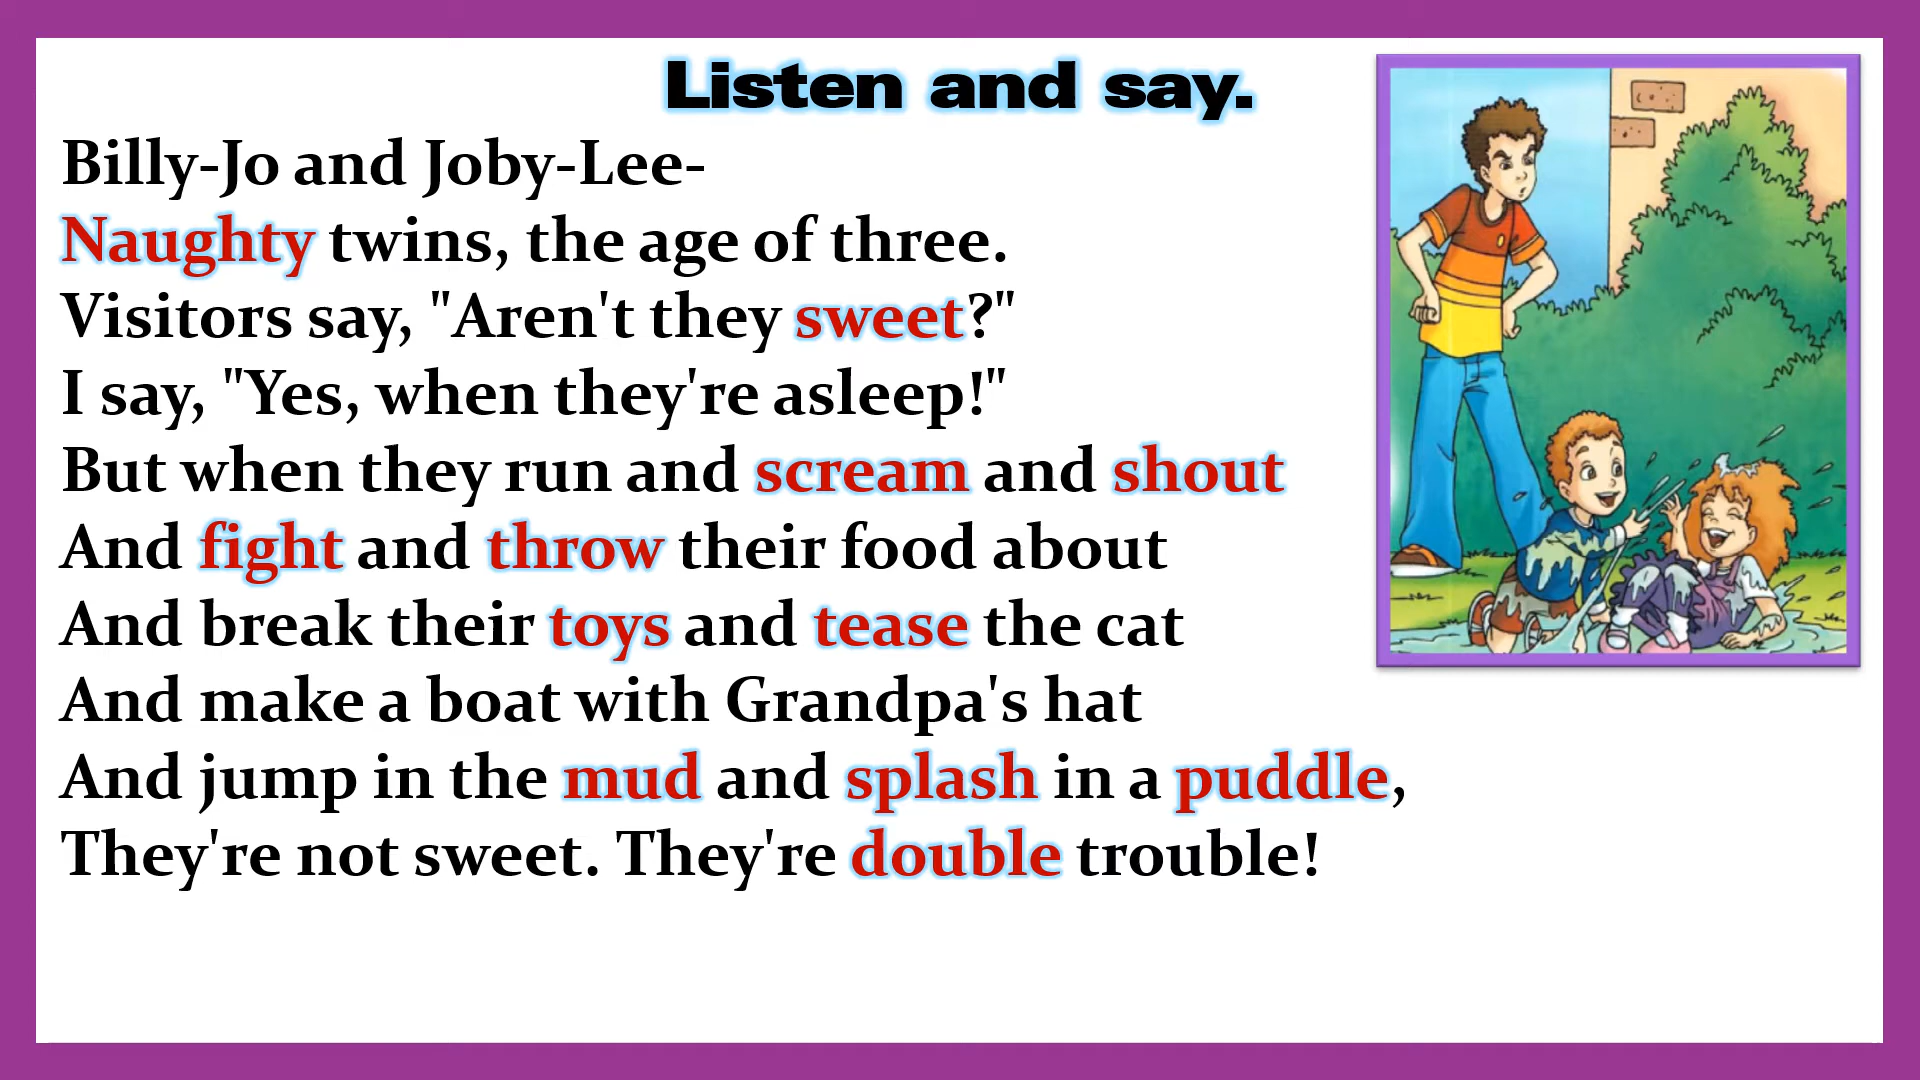 Listen and say.
Billy-Jo and Joby-Lee-
Naughty twins, the age of three.
Visitors say, "Aren't they sweet?"
I say, "Yes, when they're asleep!"
But when they run and scream and shout
And fight and throw their food about
And break their toys and tease the cat
And make a boat with Grandpa's hat
And jump in the mud and splash in a puddle,
They're not sweet. They're double trouble!